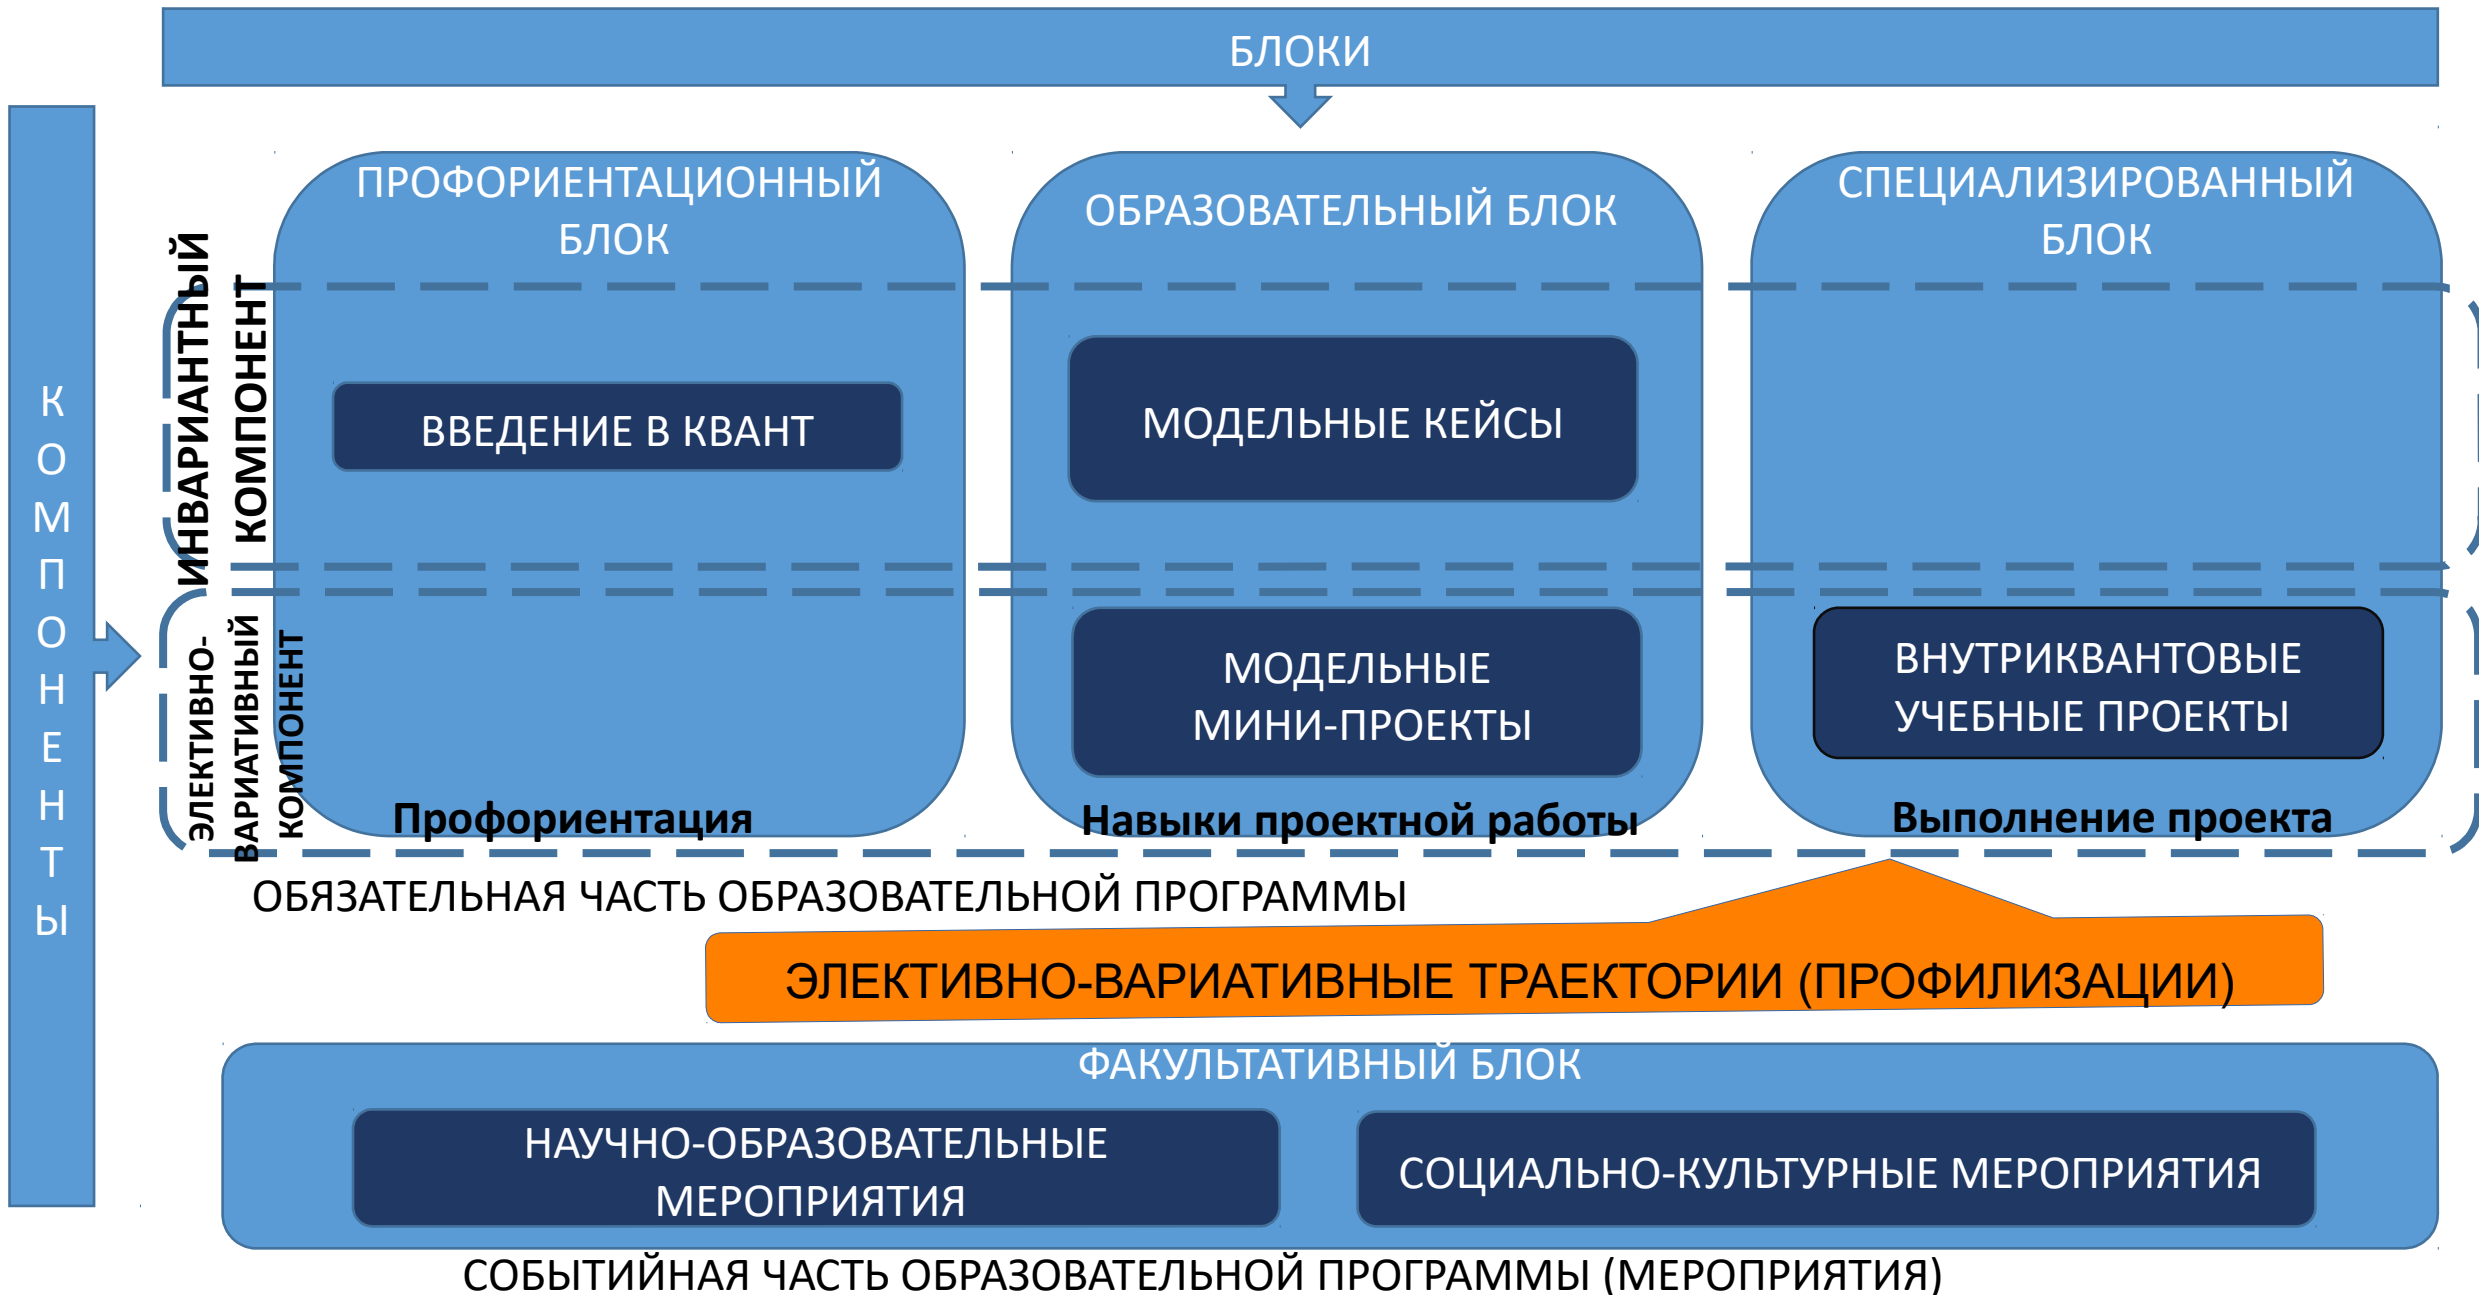 БЛОКИ
КОМПОНЕНТЫ
ПРОФОРИЕНТАЦИОННЫЙ
БЛОК
ОБРАЗОВАТЕЛЬНЫЙ БЛОК
СПЕЦИАЛИЗИРОВАННЫЙ
БЛОК
ИНВАРИАНТНЫЙ
КОМПОНЕНТ
ВВЕДЕНИЕ В КВАНТ
МОДЕЛЬНЫЕ КЕЙСЫ
ЭЛЕКТИВНО-
ВАРИАТИВНЫЙ
КОМПОНЕНТ
МОДЕЛЬНЫЕ
МИНИ-ПРОЕКТЫ
ВНУТРИКВАНТОВЫЕ
УЧЕБНЫЕ ПРОЕКТЫ
Профориентация
Навыки проектной работы
Выполнение проекта
ОБЯЗАТЕЛЬНАЯ ЧАСТЬ ОБРАЗОВАТЕЛЬНОЙ ПРОГРАММЫ
ЭЛЕКТИВНО-ВАРИАТИВНЫЕ ТРАЕКТОРИИ (ПРОФИЛИЗАЦИИ)
ФАКУЛЬТАТИВНЫЙ БЛОК
НАУЧНО-ОБРАЗОВАТЕЛЬНЫЕ
МЕРОПРИЯТИЯ
СОЦИАЛЬНО-КУЛЬТУРНЫЕ МЕРОПРИЯТИЯ
СОБЫТИЙНАЯ ЧАСТЬ ОБРАЗОВАТЕЛЬНОЙ ПРОГРАММЫ (МЕРОПРИЯТИЯ)